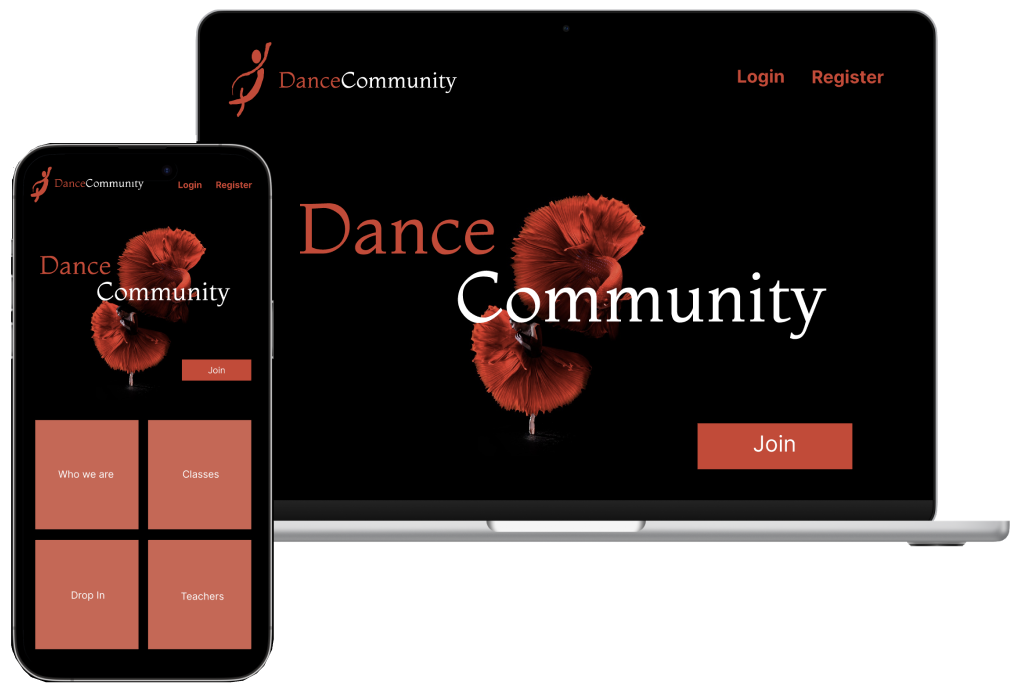 DanceCommunity
Login Register
Dance
Community
Join
DanceCommunity Login Register
Dance
Community
Join
Who we are Classes
Drop In Teachers